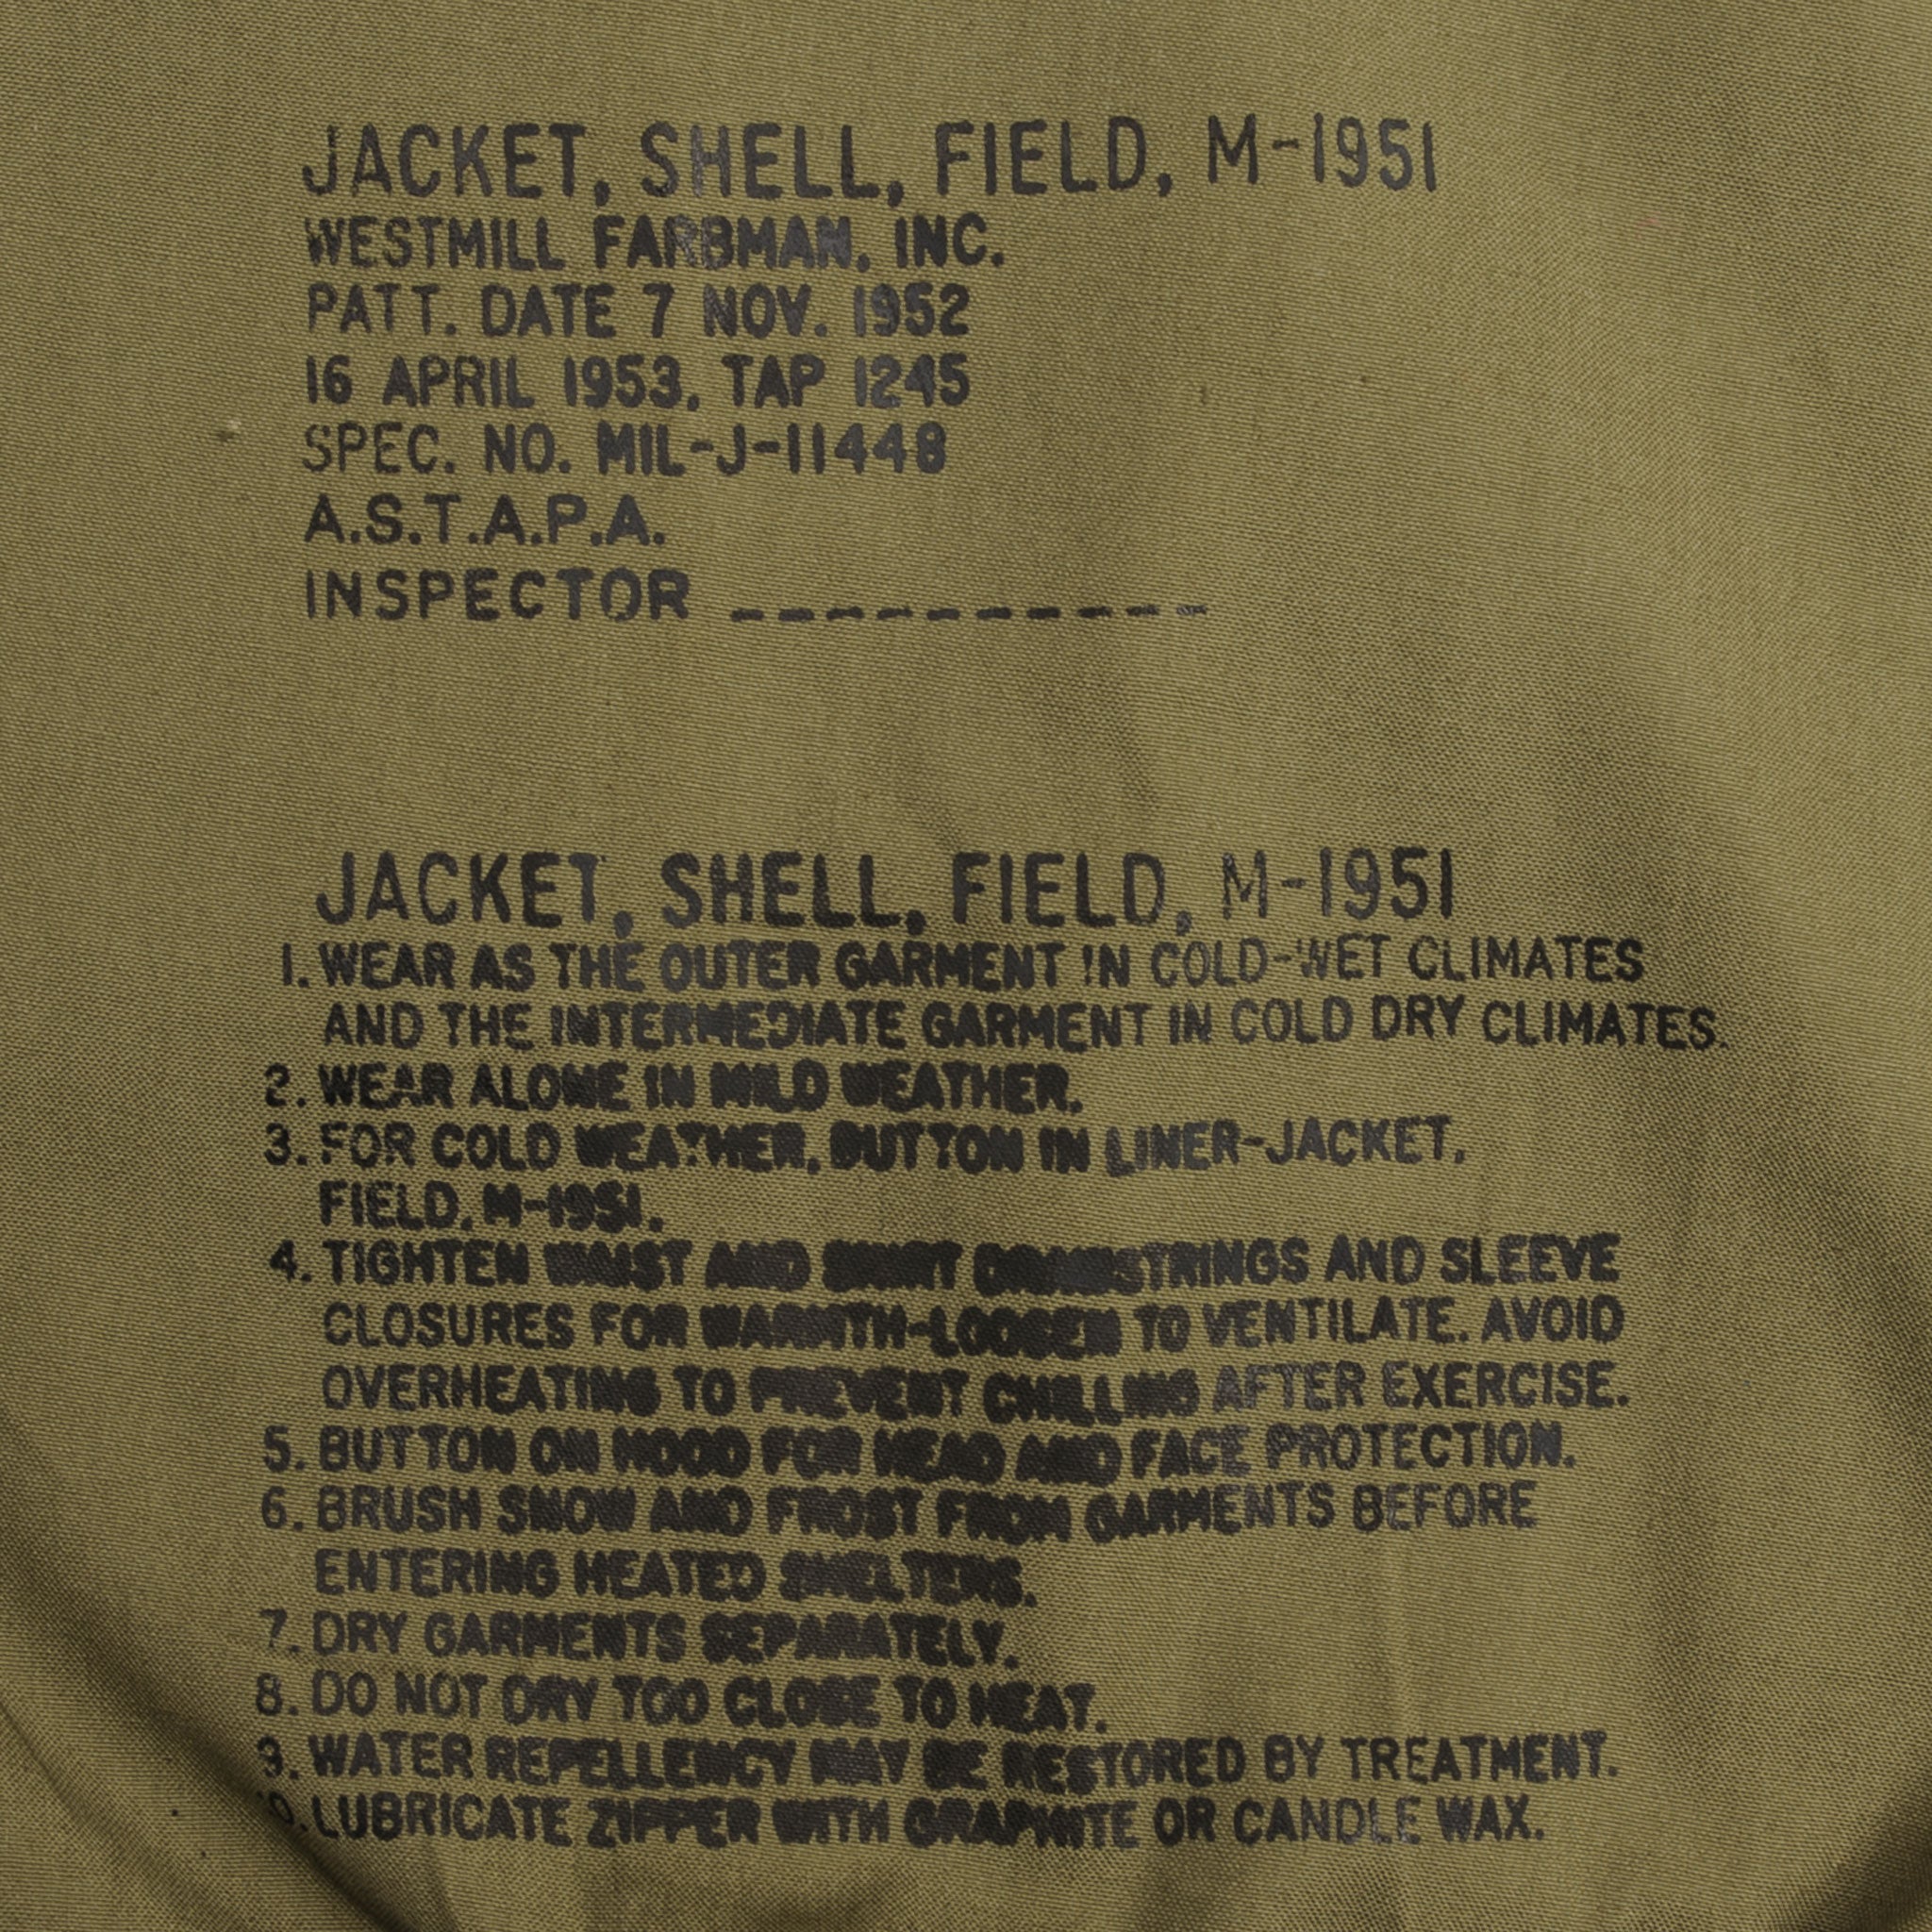 JACKET, SHELL, FIELD, M-1951
WESTMILL FARBMAN, INC.
PATT. DATE 7 NOV. 1952
16 APRIL 1953, TAP 1245
SPEC. NO. MIL-J-11448
A.S.T.A.P.A.
INSPECTOR __________
JACKET, SHELL, FIELD, M-1951
1. WEAR AS THE OUTER GARMENT IN COLD-WET CLIMATES
AND THE INTERMEDIATE GARMENT IN COLD DRY CLIMATES.
2. WEAR ALONE IN MILD WEATHER.
3. FOR COLD WEATHER, BUTTON IN LINER-JACKET,
FIELD, M-1951.
4. TIGHTEN WAIST AND SKIRT DRAWSTRINGS AND SLEEVE
CLOSURES FOR WARMTH-LOOSEN TO VENTILATE. AVOID
OVERHEATING TO PREVENT CHILLING AFTER EXERCISE.
5. BUTTON ON HOOD FOR HEAD AND FACE PROTECTION.
6. BRUSH SNOW AND FROST FROM GARMENTS BEFORE
ENTERING HEATED SHELTERS.
7. DRY GARMENTS SEPARATELY.
8. DO NOT DRY TOO CLOSE TO HEAT.
9. WATER REPELLENCY MAY BE RESTORED BY TREATMENT.
10. LUBRICATE ZIPPER WITH GRAPHITE OR CANDLE WAX.